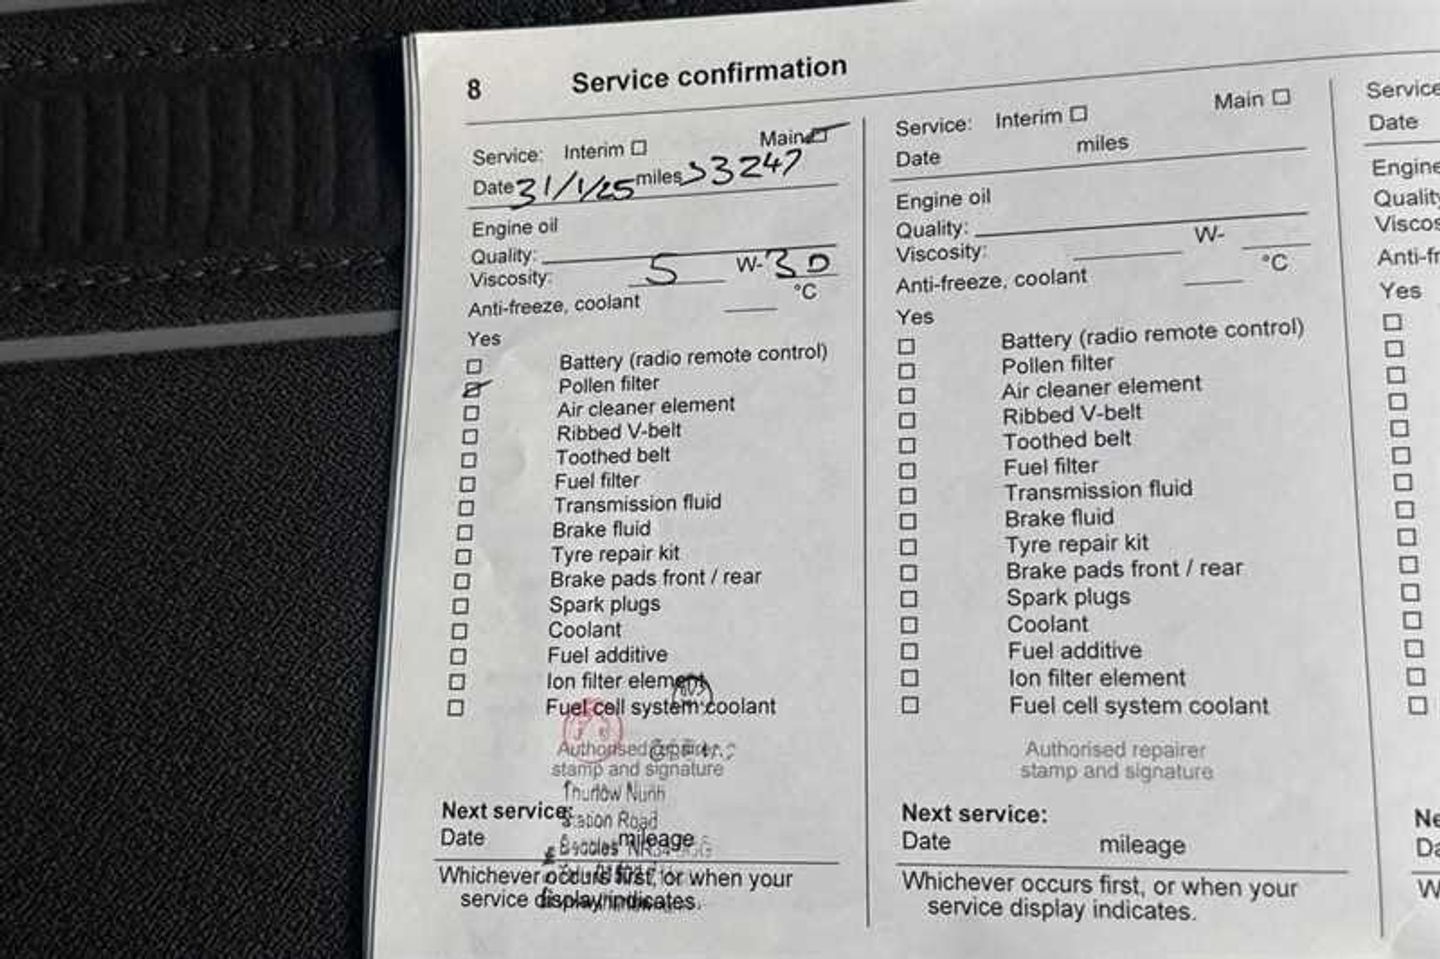 8 Service confirmation
Service: Interim ☐ Main ☑
Date 31/1/25 miles 33247
Engine oil
Quality:
Viscosity: 5 W-30
Anti-freeze, coolant °C
Yes
☐ Battery (radio remote control)
☑ Pollen filter
☐ Air cleaner element
☐ Ribbed V-belt
☐ Toothed belt
☐ Fuel filter
☐ Transmission fluid
☐ Brake fluid
☐ Tyre repair kit
☐ Brake pads front / rear
☐ Spark plugs
☐ Coolant
☐ Fuel additive
☐ Ion filter element
☐ Fuel cell system coolant
Authorised repairer
stamp and signature
Thurlow Nunn
Station Road
Beccles
Next service:
Date mileage
Whichever occurs first, or when your
service display indicates.
Service: Interim ☐ Main ☐
Date miles
Engine oil
Quality:
Viscosity: W-
Anti-freeze, coolant °C
Yes
☐ Battery (radio remote control)
☐ Pollen filter
☐ Air cleaner element
☐ Ribbed V-belt
☐ Toothed belt
☐ Fuel filter
☐ Transmission fluid
☐ Brake fluid
☐ Tyre repair kit
☐ Brake pads front / rear
☐ Spark plugs
☐ Coolant
☐ Fuel additive
☐ Ion filter element
☐ Fuel cell system coolant
Authorised repairer
stamp and signature
Next service:
Date mileage
Whichever occurs first, or when your
service display indicates.
Service
Date
Engine
Quality
Viscos
Anti-fr
Yes
Ne
Da
W